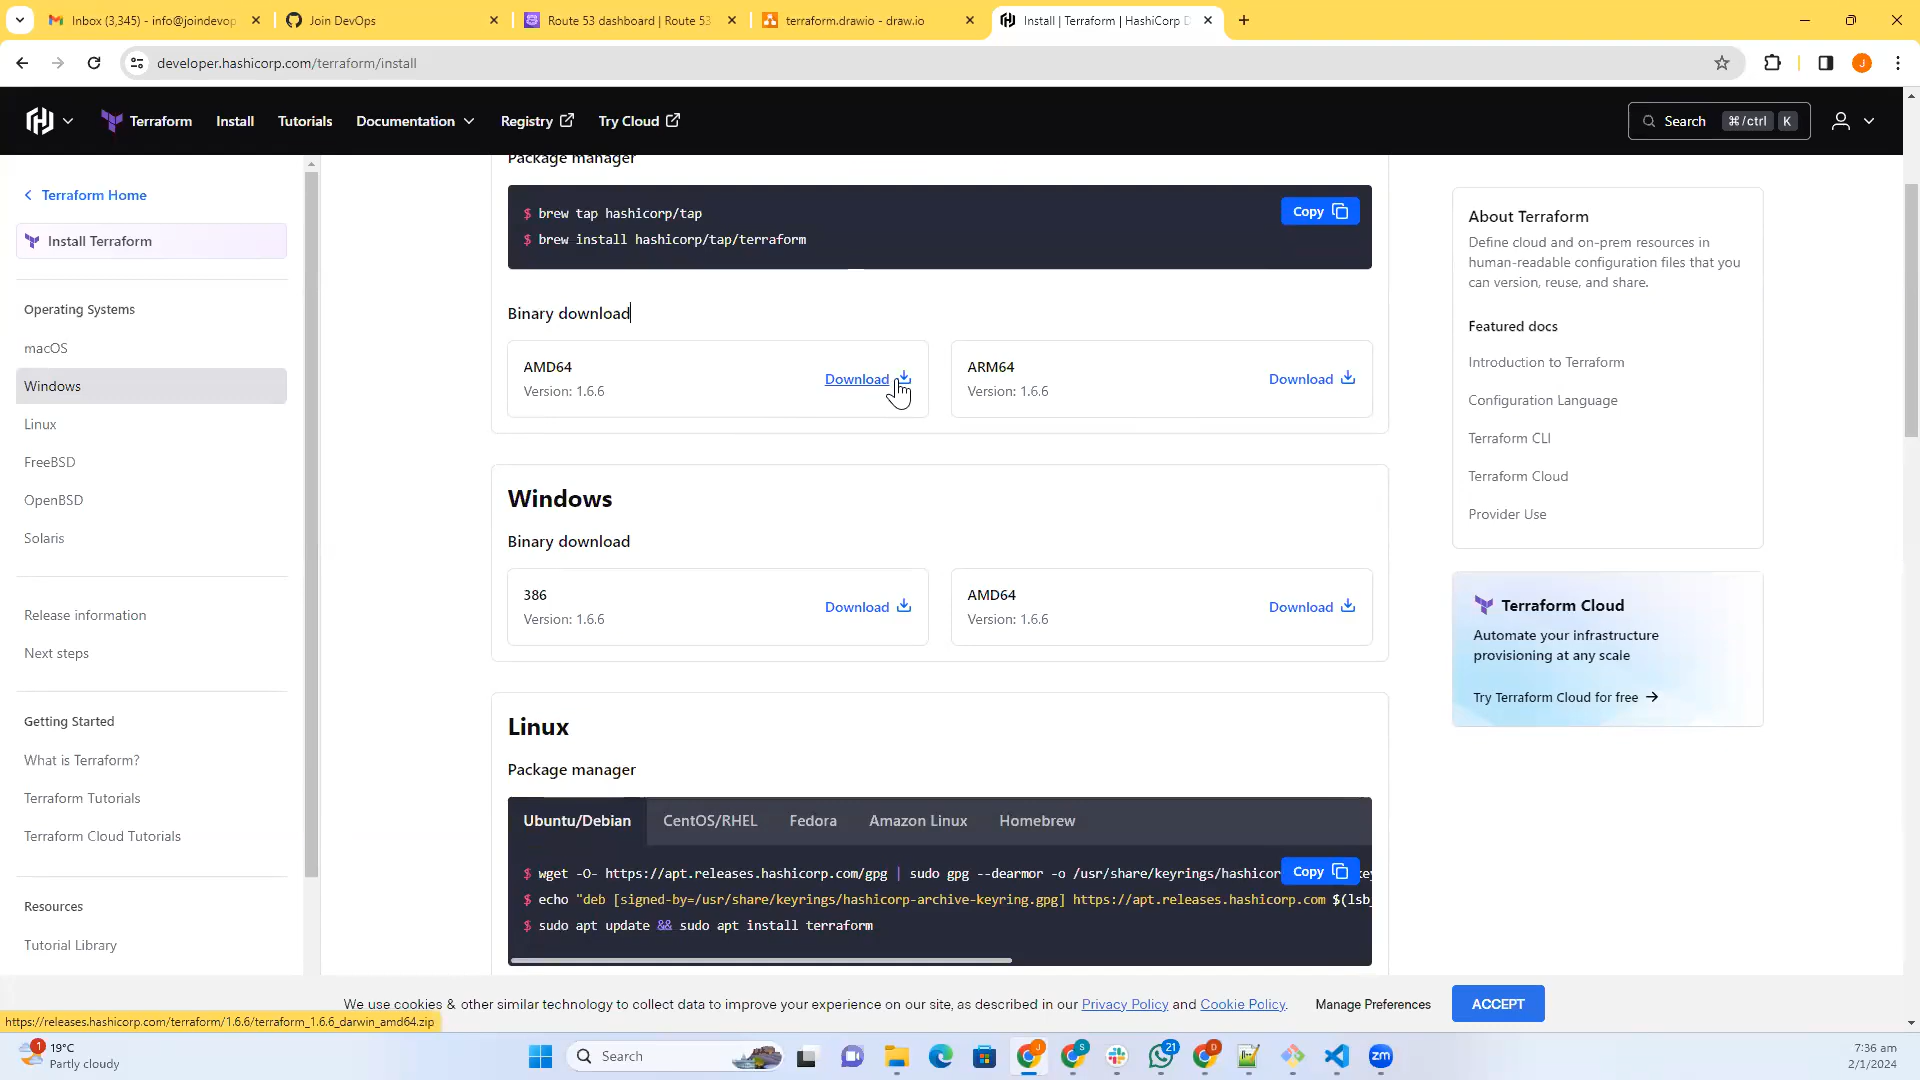 Inbox (3,345) - info@joindevop
Join DevOps
Route 53 dashboard | Route 53
terraform.drawio - draw.io
Install | Terraform | HashiCorp D
developer.hashicorp.com/terraform/install
Terraform
Install
Tutorials
Documentation
Registry
Try Cloud
Search
⌘/ctrl
K
J
Terraform Home
Install Terraform
Operating Systems
macOS
Windows
Linux
FreeBSD
OpenBSD
Solaris
Release information
Next steps
Getting Started
What is Terraform?
Terraform Tutorials
Terraform Cloud Tutorials
Resources
Tutorial Library
Package manager
$ brew tap hashicorp/tap
$ brew install hashicorp/tap/terraform
Copy
Binary download
AMD64
Version: 1.6.6
Download
ARM64
Version: 1.6.6
Download
Windows
Binary download
386
Version: 1.6.6
Download
AMD64
Version: 1.6.6
Download
Linux
Package manager
Ubuntu/Debian
CentOS/RHEL
Fedora
Amazon Linux
Homebrew
$ wget -O- https://apt.releases.hashicorp.com/gpg | sudo gpg --dearmor -o /usr/share/keyrings/hashicor
Copy
$ echo "deb [signed-by=/usr/share/keyrings/hashicorp-archive-keyring.gpg] https://apt.releases.hashicorp.com $(lsb_
$ sudo apt update && sudo apt install terraform
About Terraform
Define cloud and on-prem resources in
human-readable configuration files that you
can version, reuse, and share.
Featured docs
Introduction to Terraform
Configuration Language
Terraform CLI
Terraform Cloud
Provider Use
Terraform Cloud
Automate your infrastructure
provisioning at any scale
Try Terraform Cloud for free
We use cookies & other similar technology to collect data to improve your experience on our site, as described in our Privacy Policy and Cookie Policy.
Manage Preferences
ACCEPT
https://releases.hashicorp.com/terraform/1.6.6/terraform_1.6.6_darwin_amd64.zip
1
19°C
Partly cloudy
Search
J
S
21
D
zm
7:36 am
2/1/2024